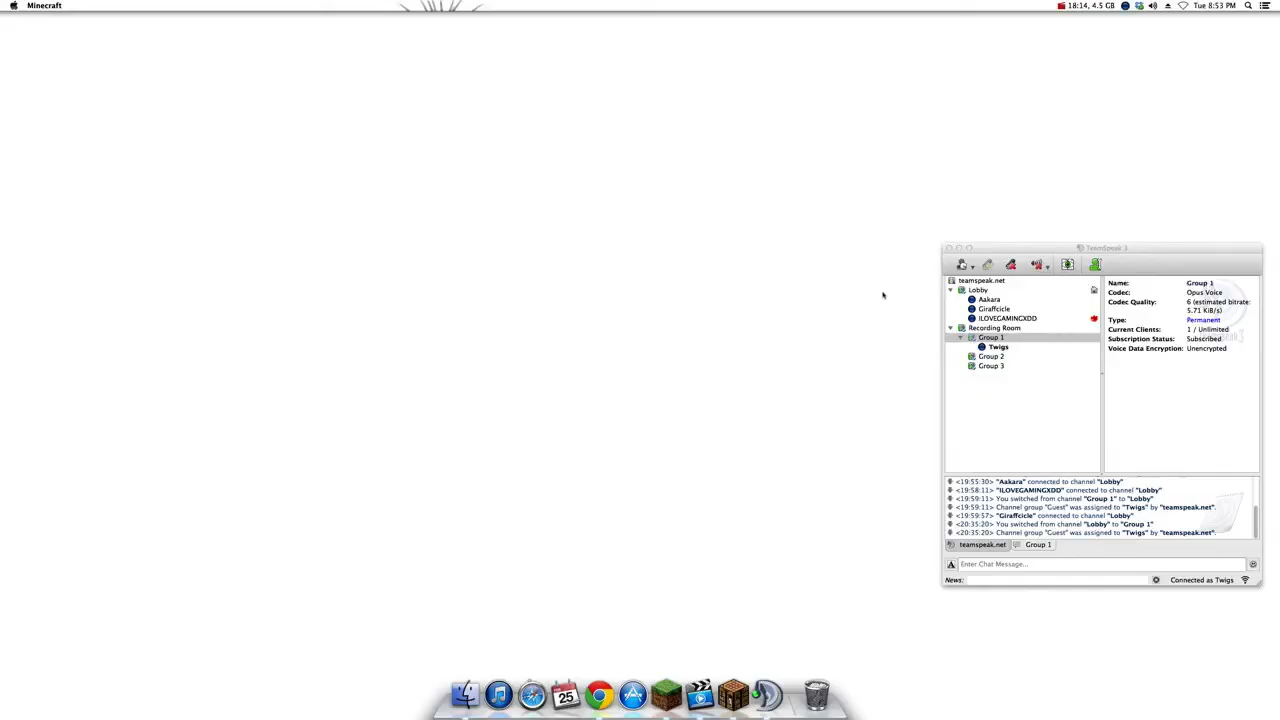 Minecraft
18:14, 4.5 GB
Tue 8:53 PM
TeamSpeak 3
teamspeak.net
Lobby
Aakara
Giraffcicle
ILOVEGAMINGXDD
Recording Room
Group 1
Twigs
Group 2
Group 3
Name: Group 1
Codec: Opus Voice
Codec Quality: 6 (estimated bitrate:
5.71 KiB/s)
Type: Permanent
Current Clients: 1 / Unlimited
Subscription Status: Subscribed
Voice Data Encryption: Unencrypted
<19:55:30> "Aakara" connected to channel "Lobby"
<19:58:11> "ILOVEGAMINGXDD" connected to channel "Lobby"
<19:59:11> You switched from channel "Group 1" to "Lobby"
<19:59:11> Channel group "Guest" was assigned to "Twigs" by "teamspeak.net".
<19:59:57> "Giraffcicle" connected to channel "Lobby"
<20:35:20> You switched from channel "Lobby" to "Group 1"
<20:35:20> Channel group "Guest" was assigned to "Twigs" by "teamspeak.net".
teamspeak.net
Group 1
Enter Chat Message...
News:
Connected as Twigs
25